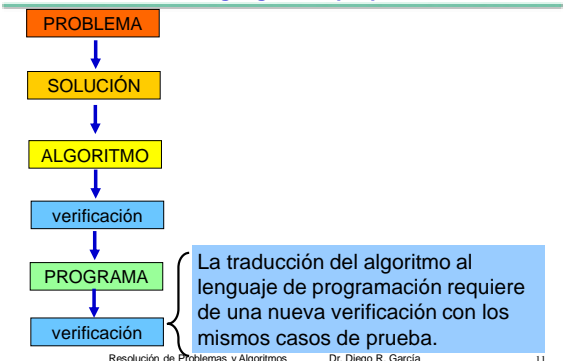 PROBLEMA
SOLUCIÓN
ALGORITMO
verificación
PROGRAMA
La traducción del algoritmo al
lenguaje de programación requiere
de una nueva verificación con los
mismos casos de prueba.
verificación
Resolución de Problemas y Algoritmos Dr. Diego R. García 11